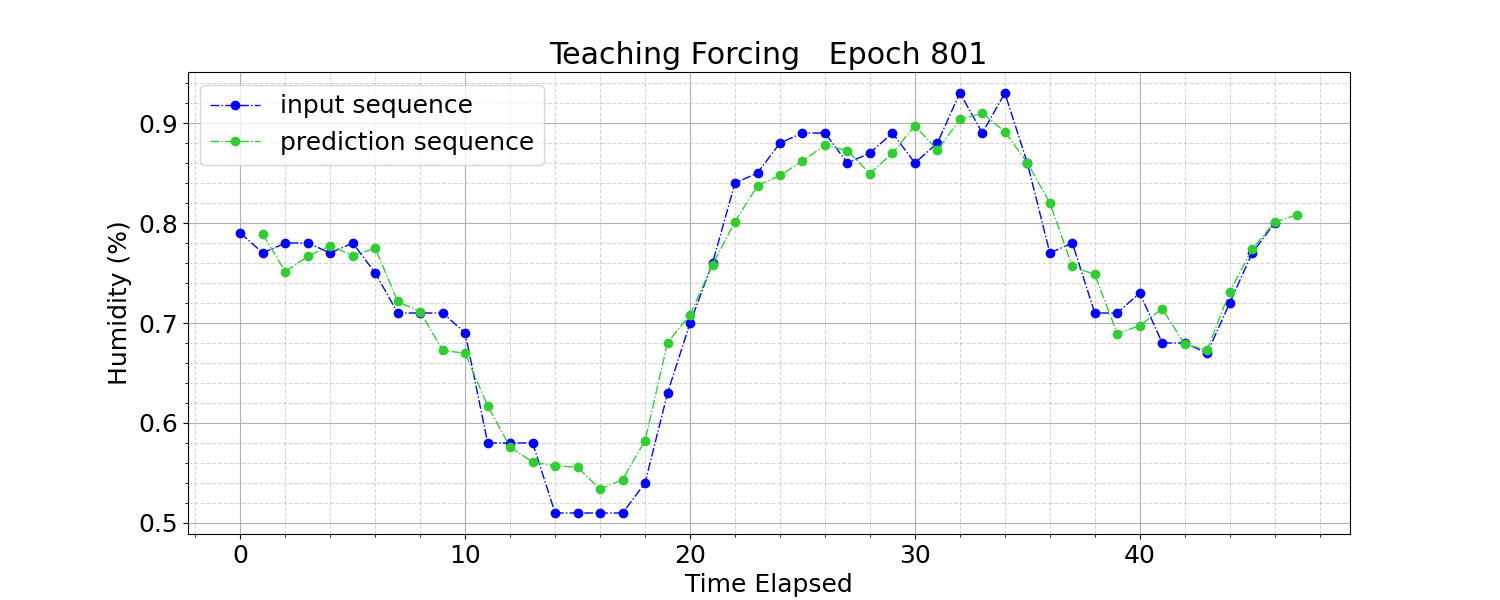 Teaching Forcing   Epoch 801
input sequence
prediction sequence
Humidity (%)
0.9
0.8
0.7
0.6
0.5
0 10 20 30 40
Time Elapsed